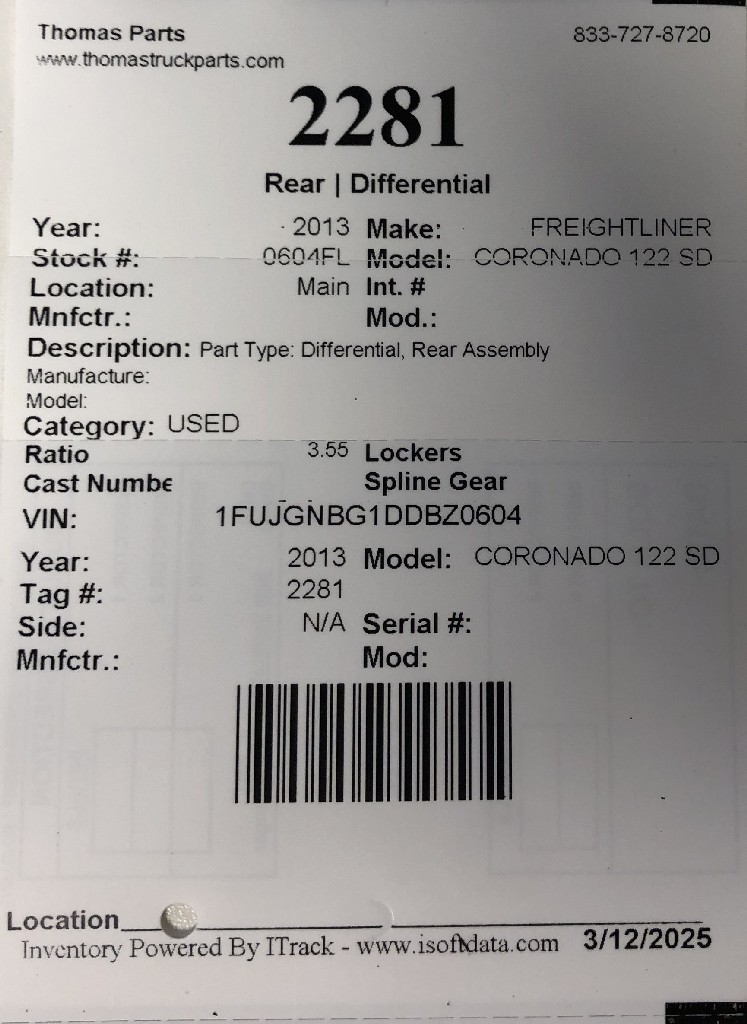 Thomas Parts 833-727-8720
www.thomastruckparts.com
2281
Rear | Differential
Year: 2013 Make: FREIGHTLINER
Stock #: 0604FL Model: CORONADO 122 SD
Location: Main Int. #
Mnfctr.: Mod.:
Description: Part Type: Differential, Rear Assembly
Manufacture:
Model:
Category: USED
Ratio 3.55 Lockers
Cast Numbe Spline Gear
VIN: 1FUJGNBG1DDBZ0604
Year: 2013 Model: CORONADO 122 SD
Tag #: 2281
Side: N/A Serial #:
Mnfctr.: Mod:
Location
Inventory Powered By ITrack - www.isoftdata.com 3/12/2025